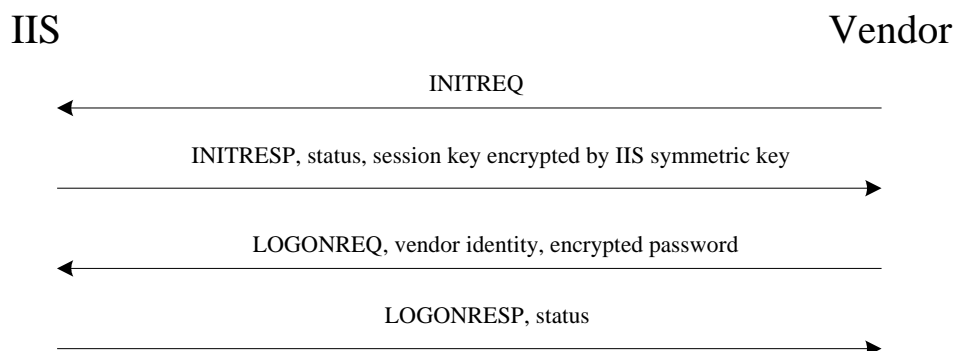 IIS
Vendor
INITREQ
INITRESP, status, session key encrypted by IIS symmetric key
LOGONREQ, vendor identity, encrypted password
LOGONRESP, status